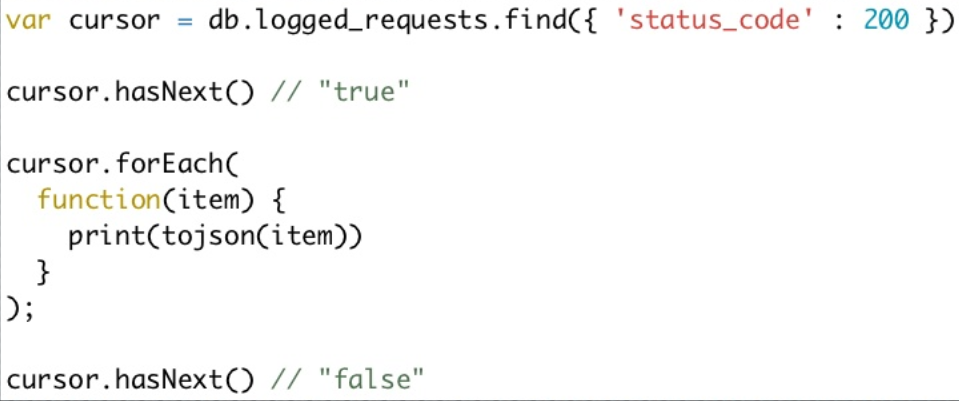 var cursor = db.logged_requests.find({ 'status_code' : 200 })
cursor.hasNext() // "true"
cursor.forEach(
function(item) {
print(tojson(item))
}
);
cursor.hasNext() // "false"